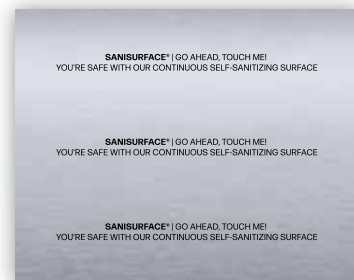 SANISURFACE® | GO AHEAD, TOUCH ME!
YOU'RE SAFE WITH OUR CONTINUOUS SELF-SANITIZING SURFACE
SANISURFACE® | GO AHEAD, TOUCH ME!
YOU'RE SAFE WITH OUR CONTINUOUS SELF-SANITIZING SURFACE
SANISURFACE® | GO AHEAD, TOUCH ME!
YOU'RE SAFE WITH OUR CONTINUOUS SELF-SANITIZING SURFACE